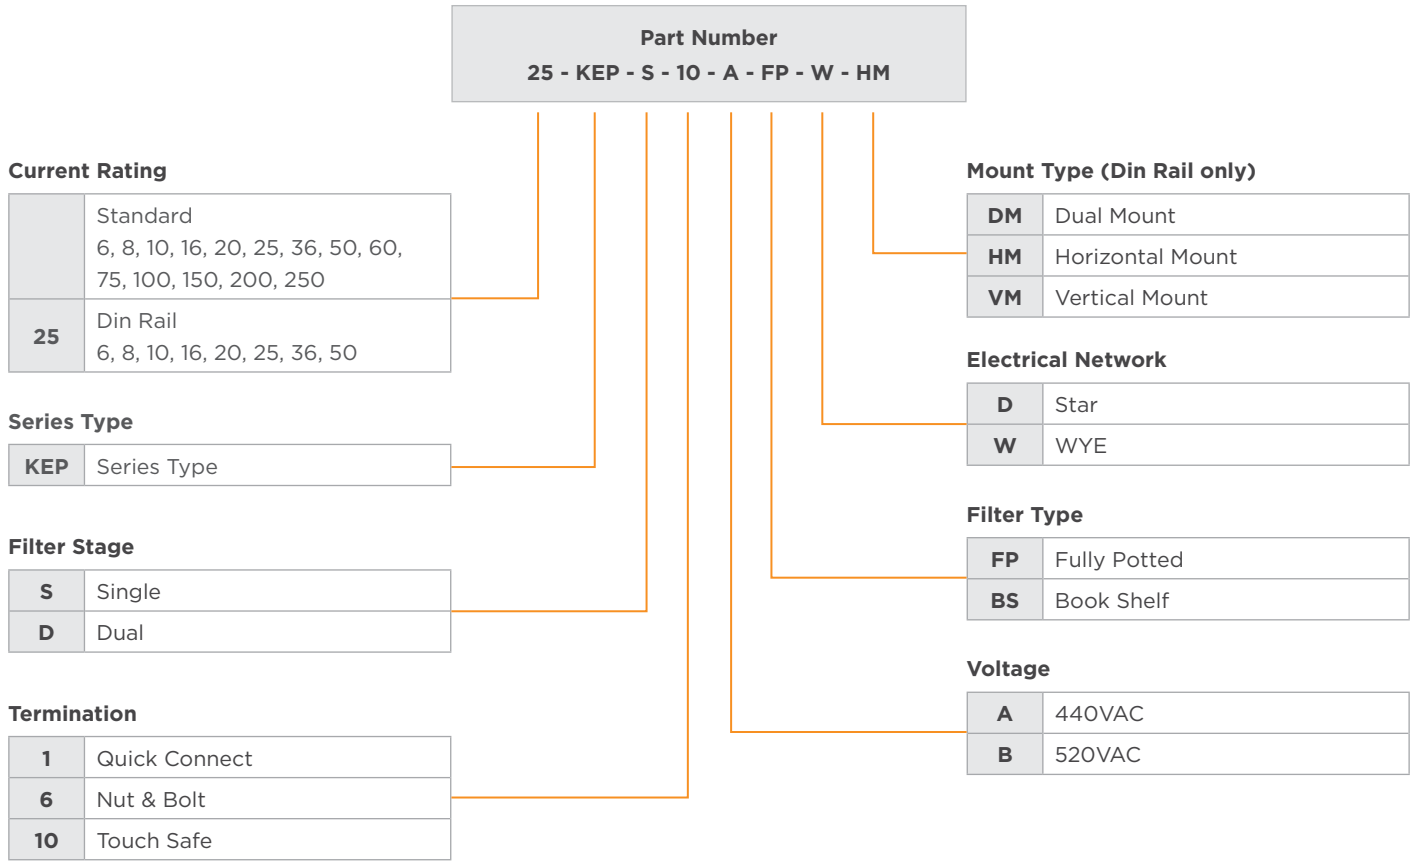 Part Number
25 - KEP - S - 10 - A - FP - W - HM
Current Rating
Standard
6, 8, 10, 16, 20, 25, 36, 50, 60,
75, 100, 150, 200, 250
25 Din Rail
6, 8, 10, 16, 20, 25, 36, 50
Series Type
KEP Series Type
Filter Stage
S Single
D Dual
Termination
1 Quick Connect
6 Nut & Bolt
10 Touch Safe
Mount Type (Din Rail only)
DM Dual Mount
HM Horizontal Mount
VM Vertical Mount
Electrical Network
D Star
W WYE
Filter Type
FP Fully Potted
BS Book Shelf
Voltage
A 440VAC
B 520VAC